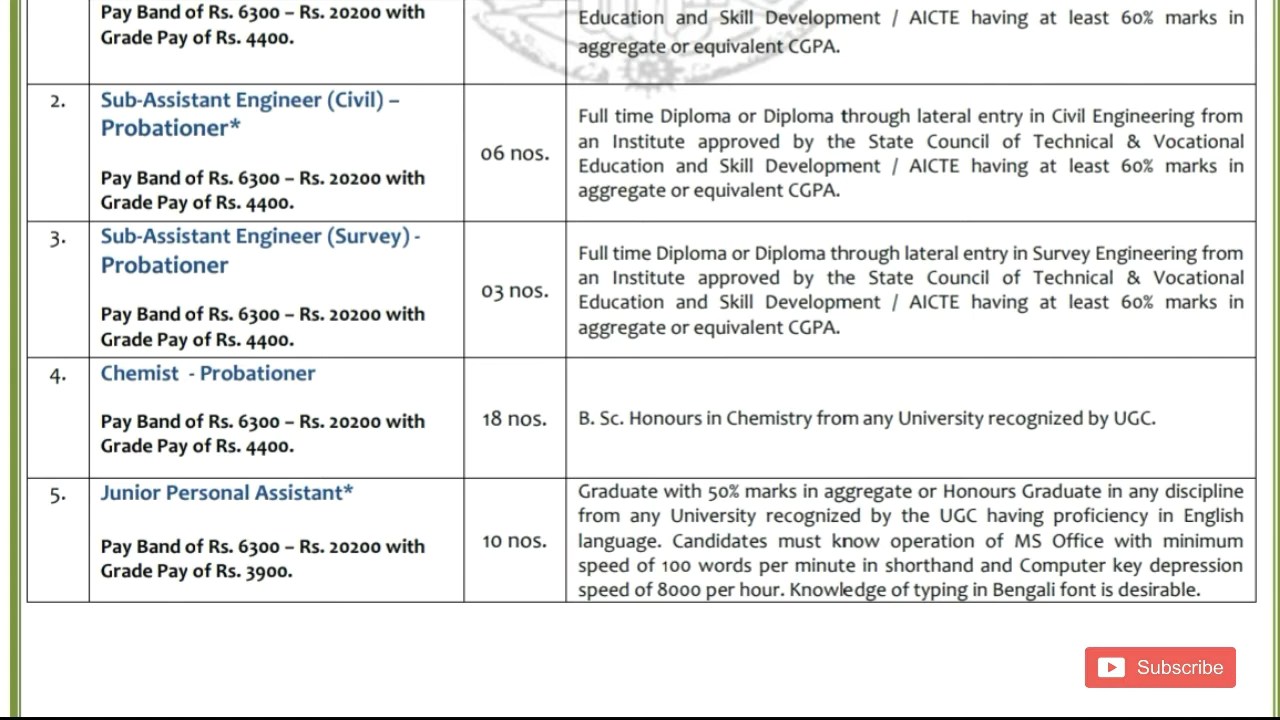 Pay Band of Rs. 6300 – Rs. 20200 with
Grade Pay of Rs. 4400.
Education and Skill Development / AICTE having at least 60% marks in
aggregate or equivalent CGPA.
2.
Sub-Assistant Engineer (Civil) –
Probationer*
Pay Band of Rs. 6300 – Rs. 20200 with
Grade Pay of Rs. 4400.
06 nos.
Full time Diploma or Diploma through lateral entry in Civil Engineering from
an Institute approved by the State Council of Technical & Vocational
Education and Skill Development / AICTE having at least 60% marks in
aggregate or equivalent CGPA.
3.
Sub-Assistant Engineer (Survey) -
Probationer
Pay Band of Rs. 6300 – Rs. 20200 with
Grade Pay of Rs. 4400.
03 nos.
Full time Diploma or Diploma through lateral entry in Survey Engineering from
an Institute approved by the State Council of Technical & Vocational
Education and Skill Development / AICTE having at least 60% marks in
aggregate or equivalent CGPA.
4.
Chemist - Probationer
Pay Band of Rs. 6300 – Rs. 20200 with
Grade Pay of Rs. 4400.
18 nos.
B. Sc. Honours in Chemistry from any University recognized by UGC.
5.
Junior Personal Assistant*
Pay Band of Rs. 6300 – Rs. 20200 with
Grade Pay of Rs. 3900.
10 nos.
Graduate with 50% marks in aggregate or Honours Graduate in any discipline
from any University recognized by the UGC having proficiency in English
language. Candidates must know operation of MS Office with minimum
speed of 100 words per minute in shorthand and Computer key depression
speed of 8000 per hour. Knowledge of typing in Bengali font is desirable.
Subscribe